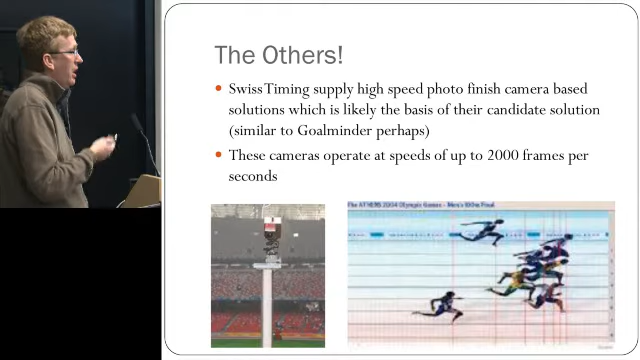 The Others!
Swiss Timing supply high speed photo finish camera based
solutions which is likely the basis of their candidate solution
(similar to Goalminder perhaps)
These cameras operate at speeds of up to 2000 frames per
seconds
The ATHENS 2004 Olympic Games - Men's 100m Final